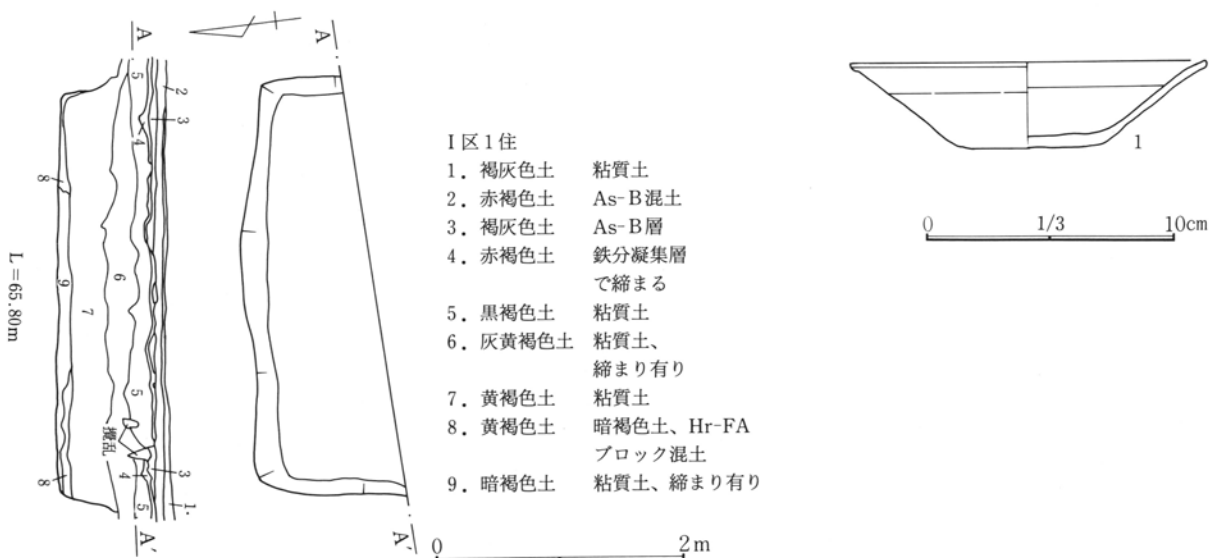 A
A
5
2
3
4
8
6
9
7
L=65.80m
5
攪乱
3
4
8
5
1.
A′
A′
I区1住
1. 褐灰色土 粘質土
2. 赤褐色土 As-B混土
3. 褐灰色土 As-B層
4. 赤褐色土 鉄分凝集層
で締まる
5. 黒褐色土 粘質土
6. 灰黄褐色土 粘質土、
締まり有り
7. 黄褐色土 粘質土
8. 黄褐色土 暗褐色土、Hr-FA
ブロック混土
9. 暗褐色土 粘質土、締まり有り
0 2m
1
0 1/3 10cm